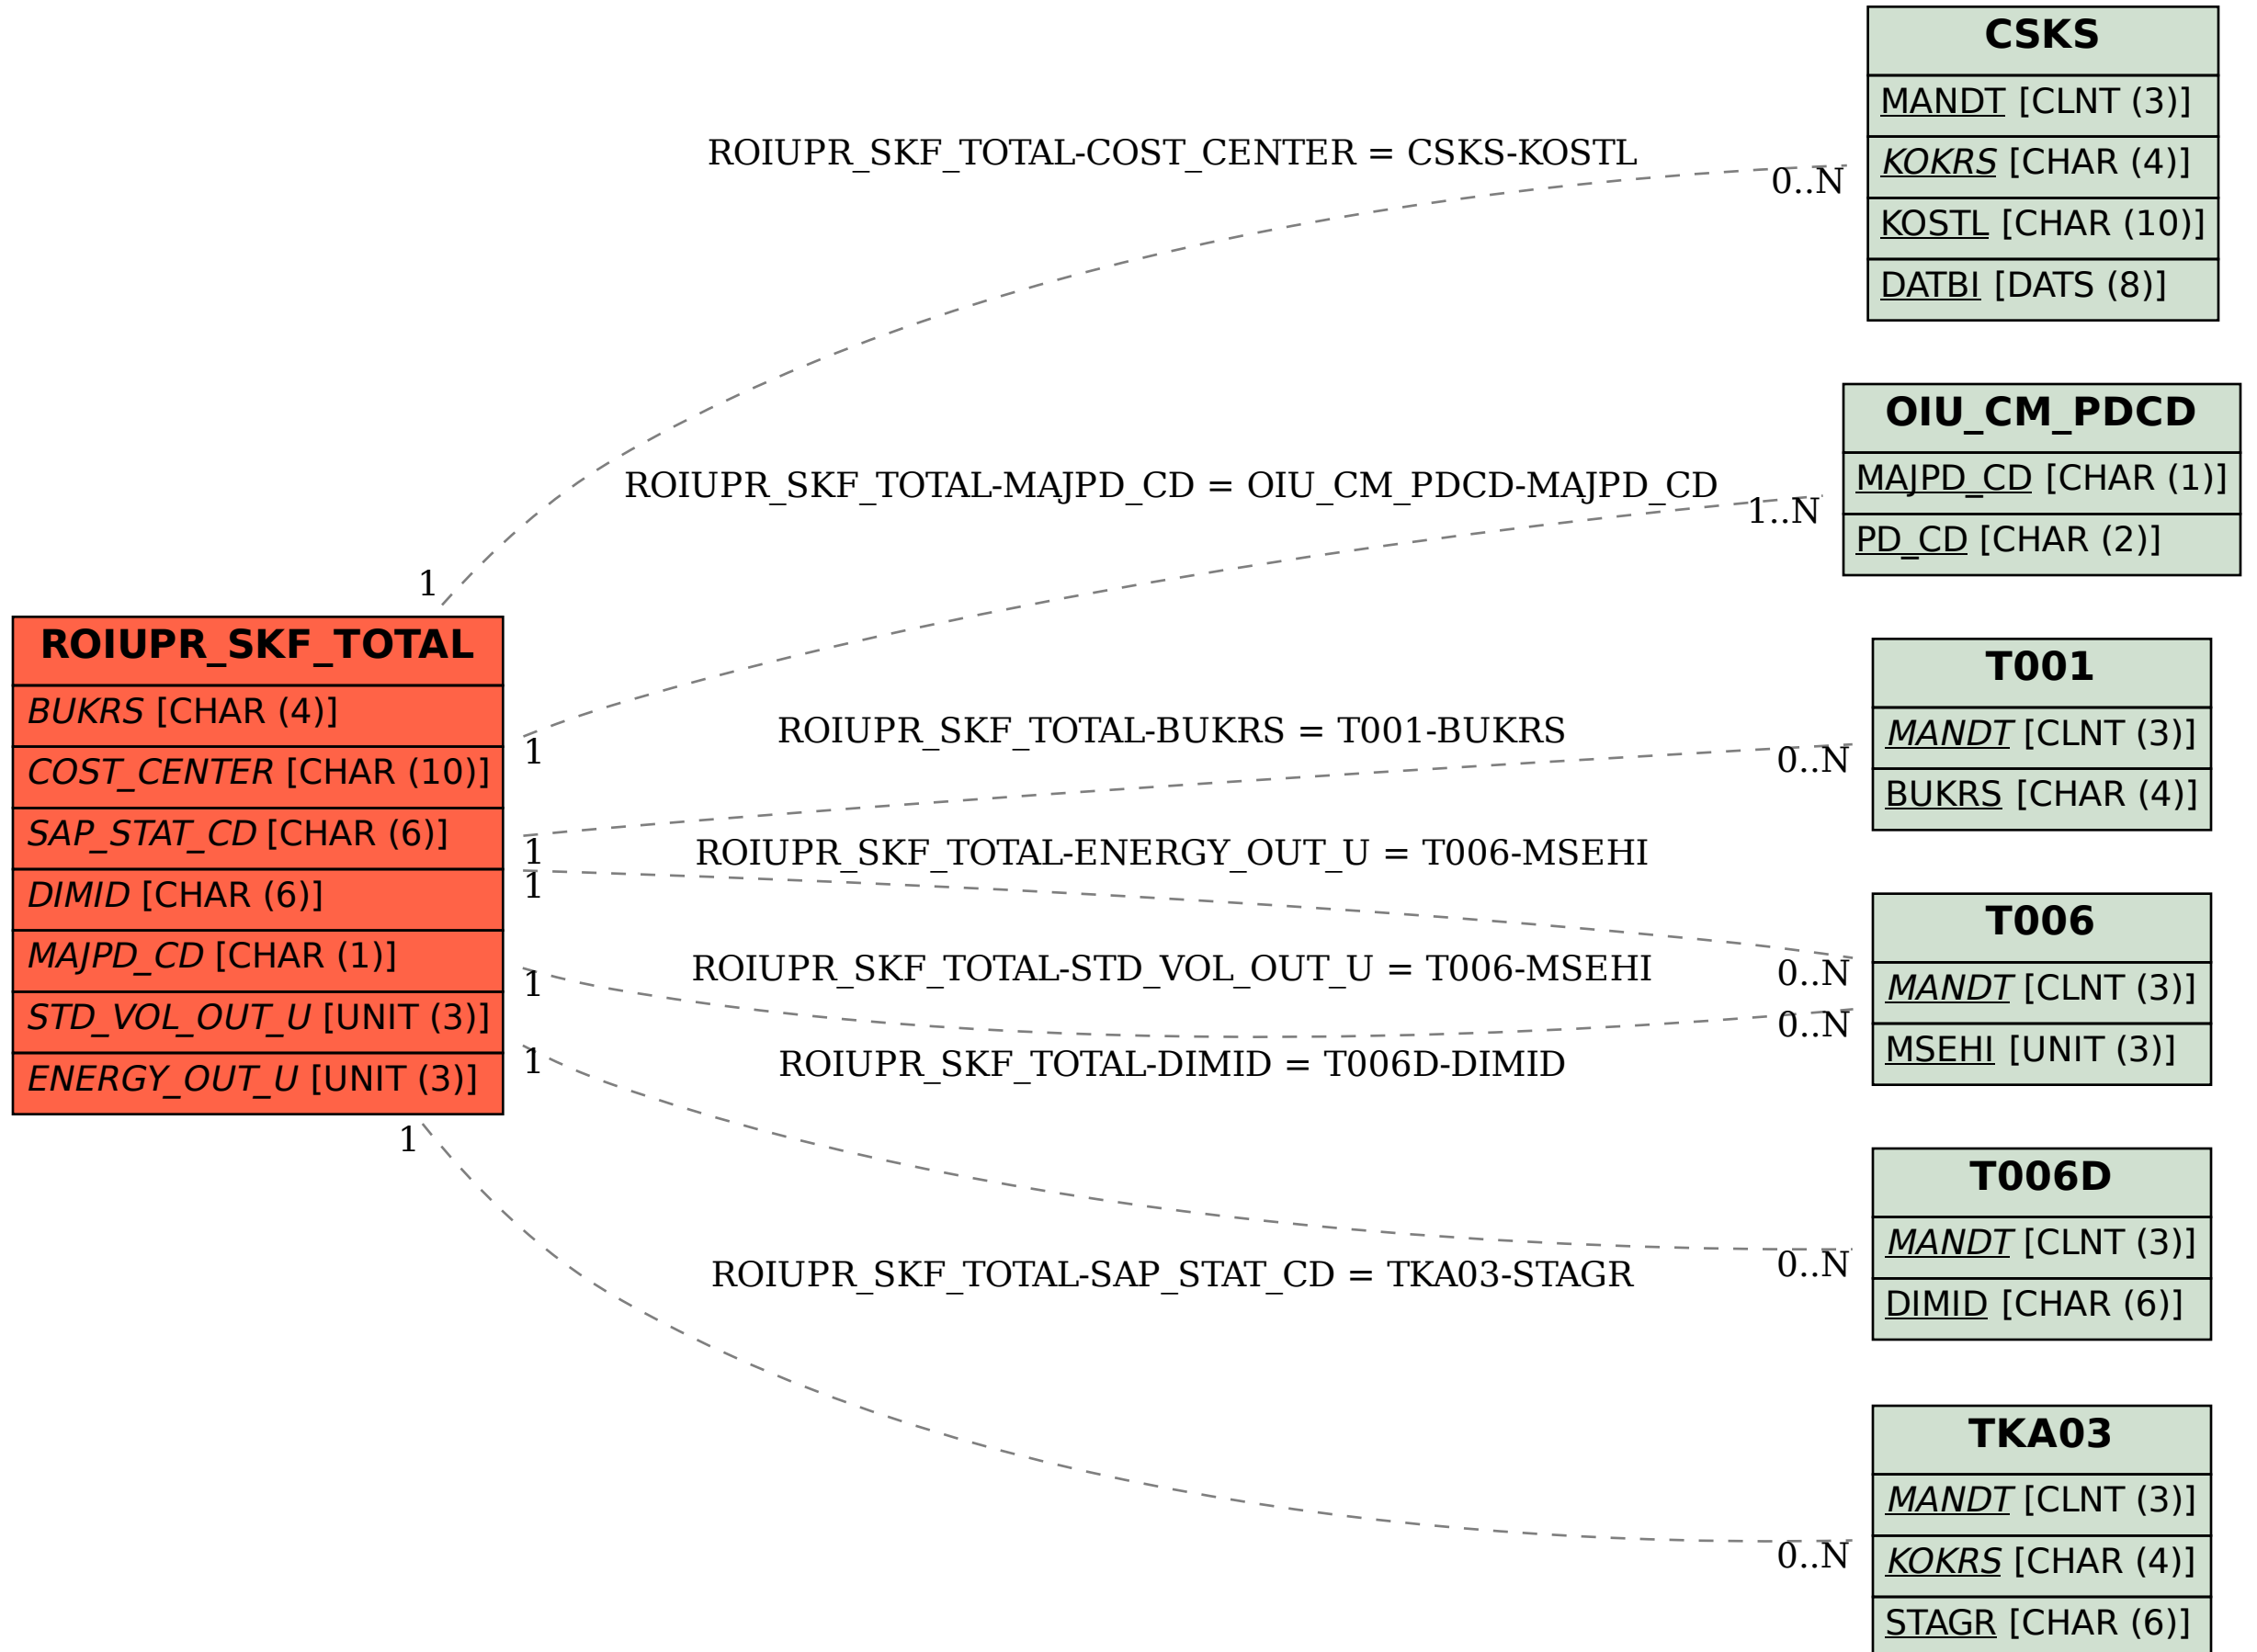 CSKS
MANDT [CLNT (3)]
KOKRS [CHAR (4)]
KOSTL [CHAR (10)]
DATBI [DATS (8)]
ROIUPR_SKF_TOTAL-COST_CENTER = CSKS-KOSTL
0..N
1
OIU_CM_PDCD
MAJPD_CD [CHAR (1)]
PD_CD [CHAR (2)]
ROIUPR_SKF_TOTAL-MAJPD_CD = OIU_CM_PDCD-MAJPD_CD
1..N
1
ROIUPR_SKF_TOTAL
BUKRS [CHAR (4)]
COST_CENTER [CHAR (10)]
SAP_STAT_CD [CHAR (6)]
DIMID [CHAR (6)]
MAJPD_CD [CHAR (1)]
STD_VOL_OUT_U [UNIT (3)]
ENERGY_OUT_U [UNIT (3)]
T001
MANDT [CLNT (3)]
BUKRS [CHAR (4)]
ROIUPR_SKF_TOTAL-BUKRS = T001-BUKRS
0..N
1
ROIUPR_SKF_TOTAL-ENERGY_OUT_U = T006-MSEHI
1
0..N
T006
MANDT [CLNT (3)]
MSEHI [UNIT (3)]
ROIUPR_SKF_TOTAL-STD_VOL_OUT_U = T006-MSEHI
1
0..N
ROIUPR_SKF_TOTAL-DIMID = T006D-DIMID
1
0..N
T006D
MANDT [CLNT (3)]
DIMID [CHAR (6)]
ROIUPR_SKF_TOTAL-SAP_STAT_CD = TKA03-STAGR
1
0..N
TKA03
MANDT [CLNT (3)]
KOKRS [CHAR (4)]
STAGR [CHAR (6)]